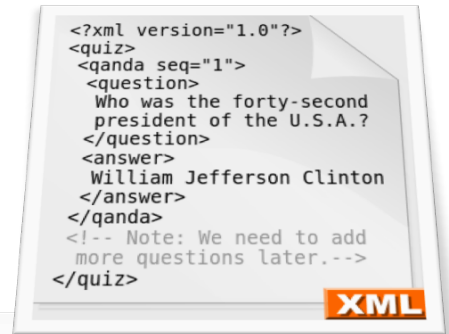 <?xml version="1.0"?>
<quiz>
<qanda seq="1">
<question>
Who was the forty-second
president of the U.S.A.?
</question>
<answer>
William Jefferson Clinton
</answer>
</qanda>
<!-- Note: We need to add
more questions later.-->
</quiz>
XML